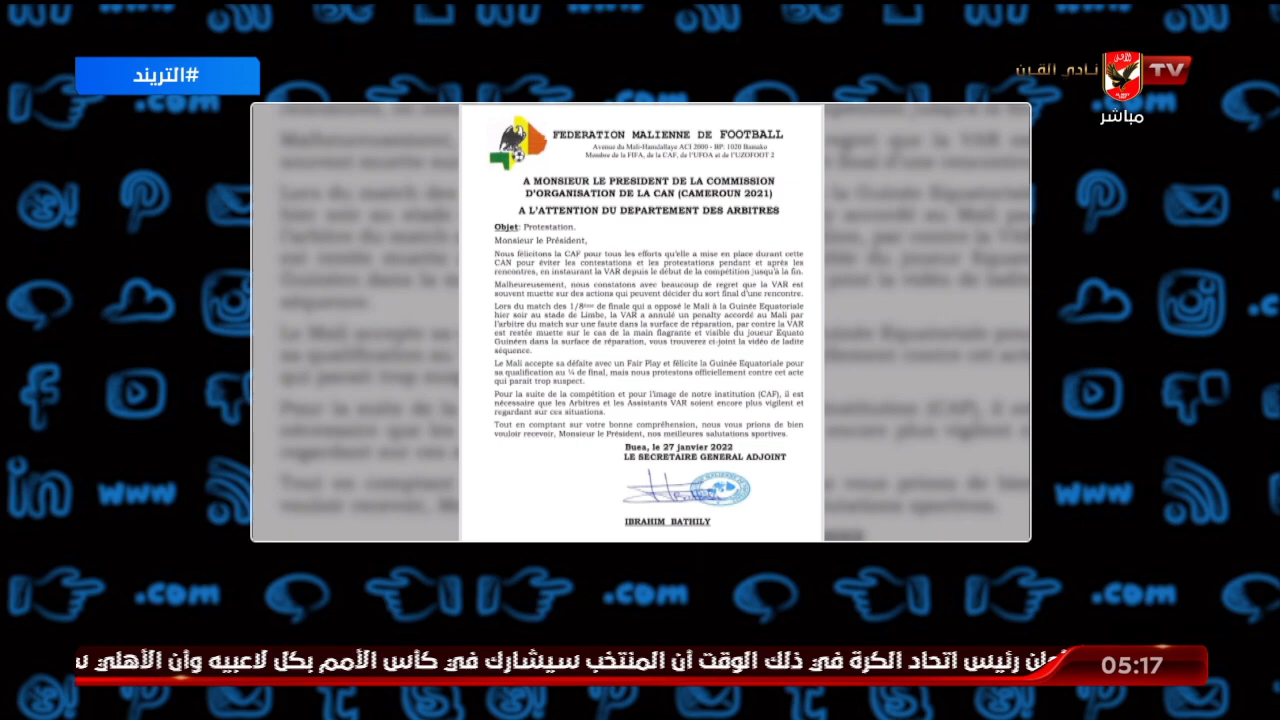 #التريند
نادي القرن
TV
مباشر
FEDERATION MALIENNE DE FOOTBALL
Avenue du Mali-Hamdallaye ACI 2000 - BP: 1020 Bamako
Membre de la FIFA, de la CAF, de l'UFOA et de l'UZOFOOT 2
A MONSIEUR LE PRESIDENT DE LA COMMISSION
D'ORGANISATION DE LA CAN (CAMEROUN 2021)
A L'ATTENTION DU DEPARTEMENT DES ARBITRES
Objet: Protestation.
Monsieur le Président,
Nous félicitons la CAF pour tous les efforts qu'elle a mise en place durant cette
CAN pour éviter les contestations et les protestations pendant et après les
rencontres, en instaurant la VAR depuis le début de la compétition jusqu'à la fin.
Malheureusement, nous constatons avec beaucoup de regret que la VAR est
souvent muette sur des actions qui peuvent décider du sort final d'une rencontre.
Lors du match des 1/8ème de finale qui a opposé le Mali à la Guinée Equatoriale
hier soir au stade de Limbe, la VAR a annulé un penalty accordé au Mali par
l'arbitre du match sur une faute dans la surface de réparation, par contre la VAR
est restée muette sur le cas de la main flagrante et visible du joueur Equato
Guinéen dans la surface de réparation, vous trouverez ci-joint la vidéo de ladite
séquence.
Le Mali accepte sa défaite avec un Fair Play et félicite la Guinée Equatoriale pour
sa qualification au ¼ de final, mais nous protestons officiellement contre cet acte
qui parait trop suspect.
Pour la suite de la compétition et pour l'image de notre institution (CAF), il est
nécessaire que les Arbitres et les Assistants VAR soient encore plus vigilent et
regardant sur ces situations.
Tout en comptant sur votre bonne compréhension, nous vous prions de bien
vouloir recevoir, Monsieur le Président, nos meilleures salutations sportives.
Buea, le 27 janvier 2022
LE SECRETAIRE GENERAL ADJOINT
IBRAHIM BATHILY
رئيس اتحاد الكرة في ذلك الوقت أن المنتخب سيشارك في كأس الأمم بكل لاعبيه وأن الأهلي
05:17